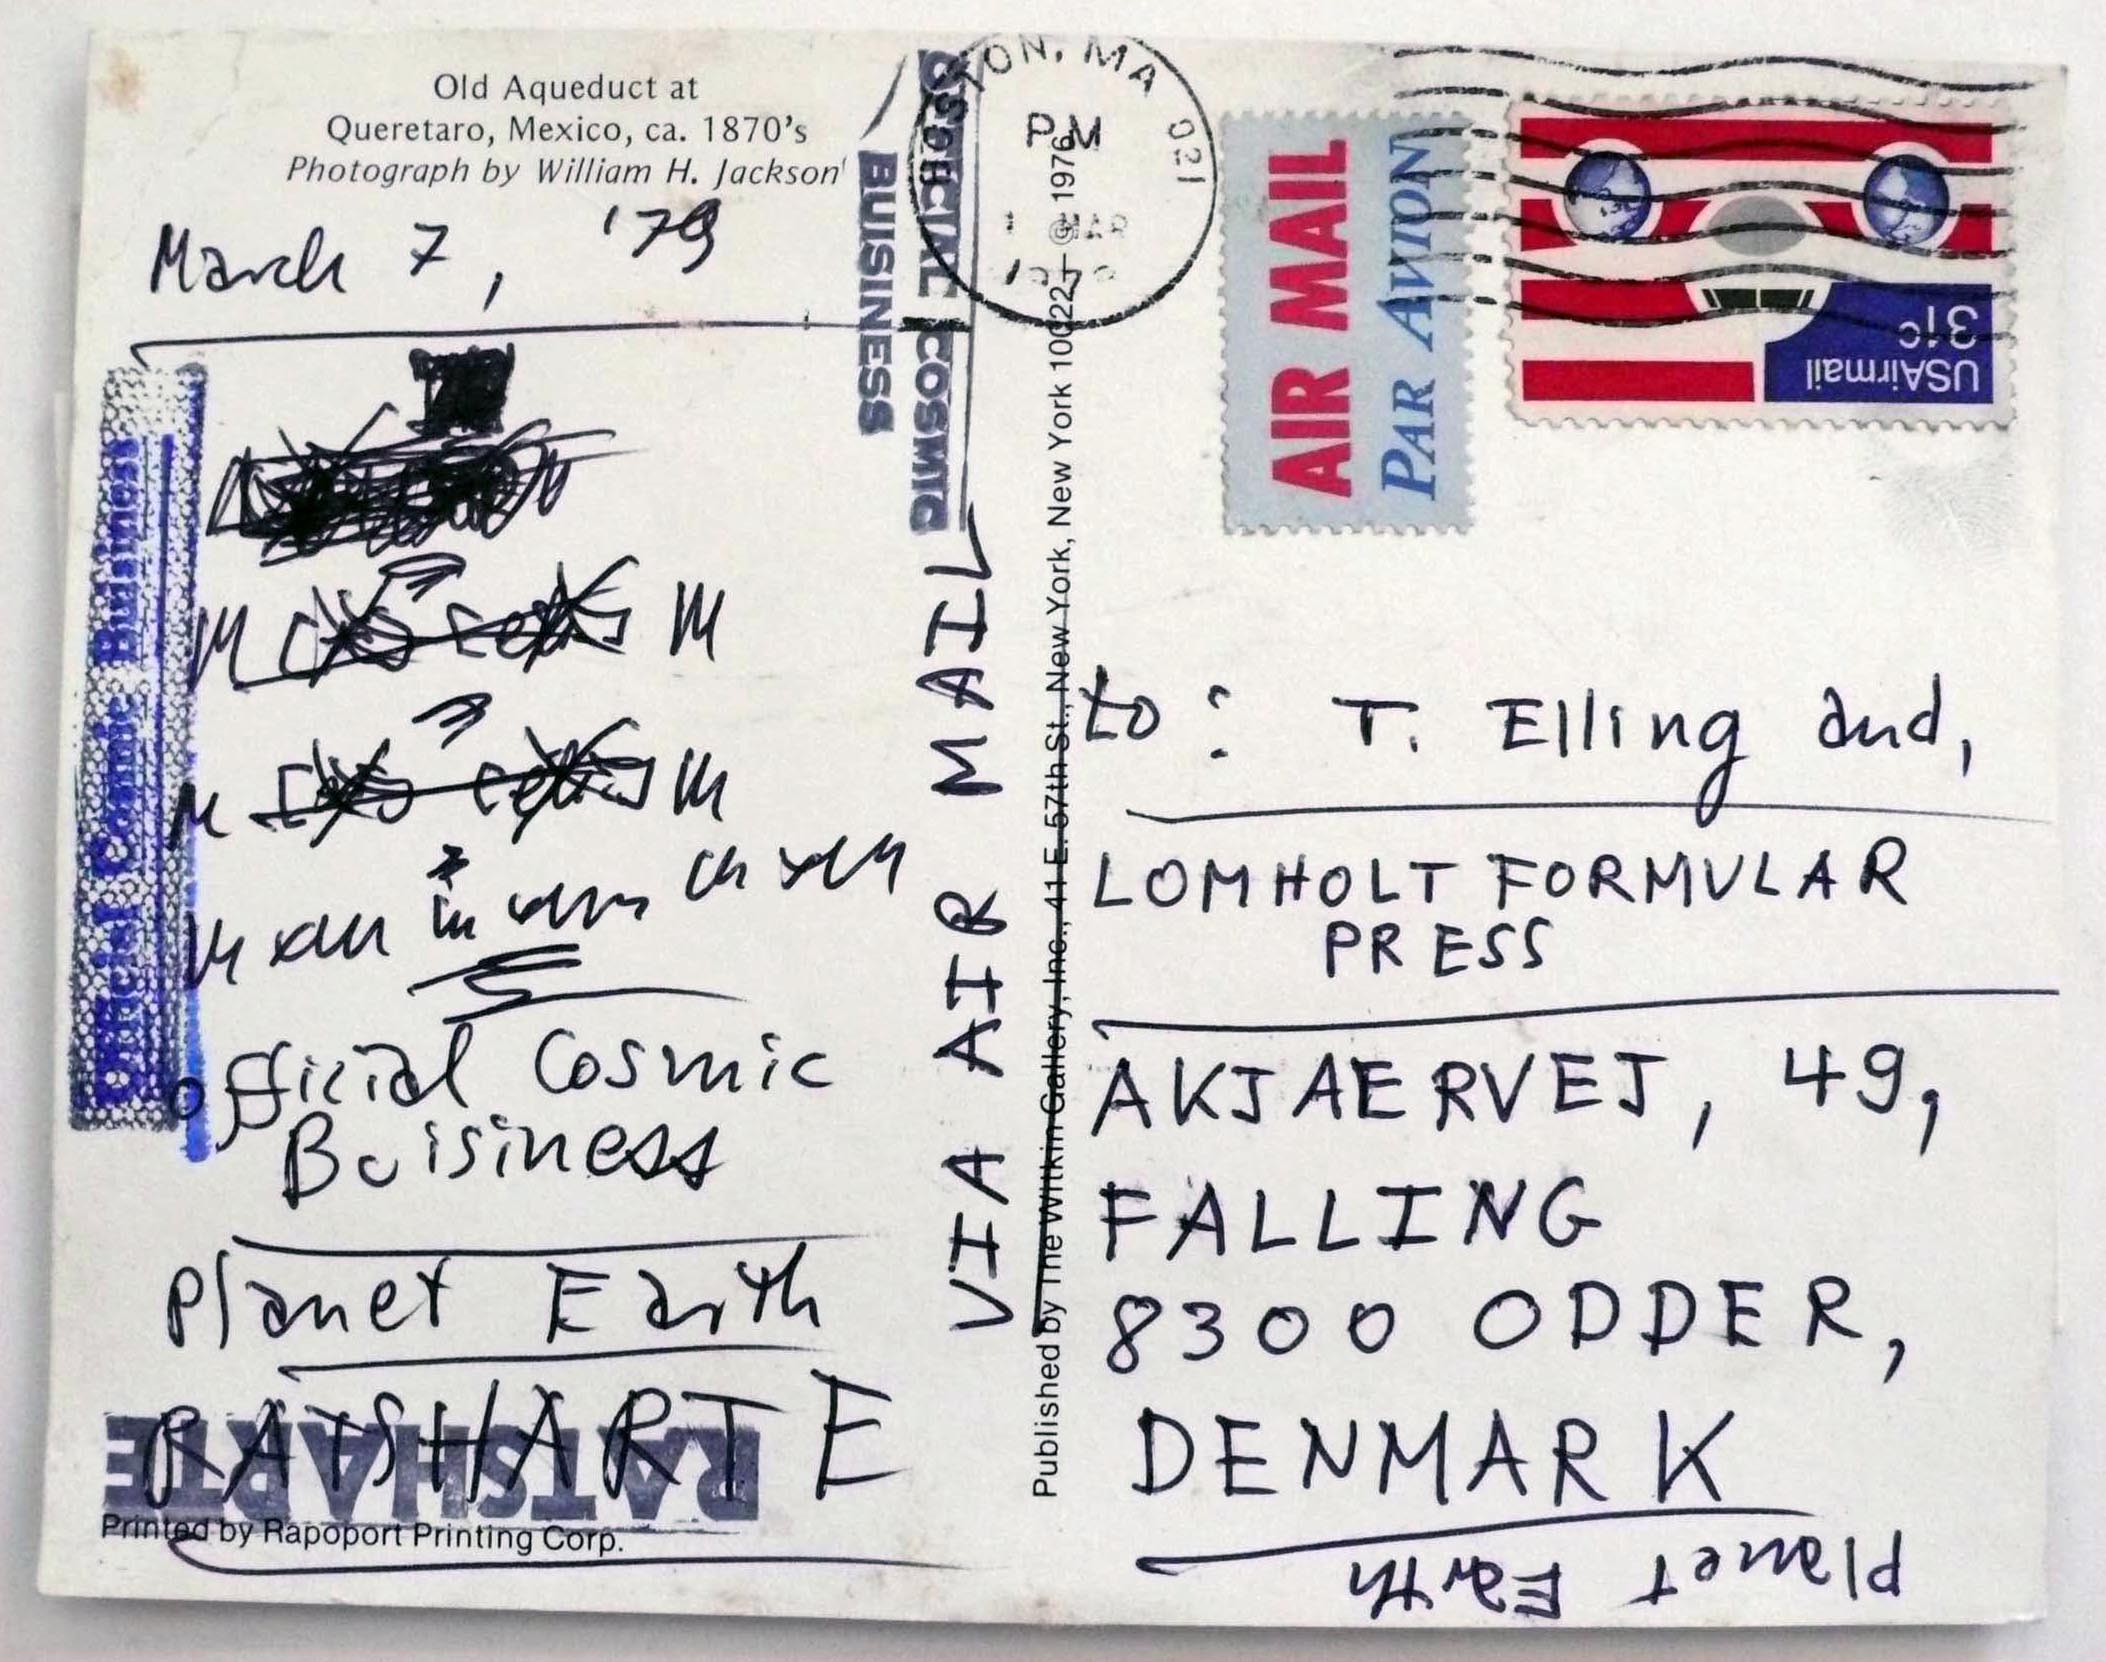 Old Aqueduct at
Queretaro, Mexico, ca. 1870's
Photograph by William H. Jackson
March 7, '79
Official Cosmic Buisiness
Official Cosmic
Buisiness
Planet Earth
RATSHARTE
RATSHARTE
Printed by Rapoport Printing Corp.
OFFICIAL COSMIC
BUISINESS
VIA AIR MAIL
Published by The Witkin Gallery, Inc., 41 E. 57th St., New York, New York 10022 — © 1976
TON, MA
PM
MAR
021
AIR MAIL
PAR AVION
USAirmail
31c
to: T. Elling and,
LOMHOLT FORMULAR
PRESS
AKJAERVEJ, 49,
FALLING
8300 ODDER,
DENMARK
Planet Earth